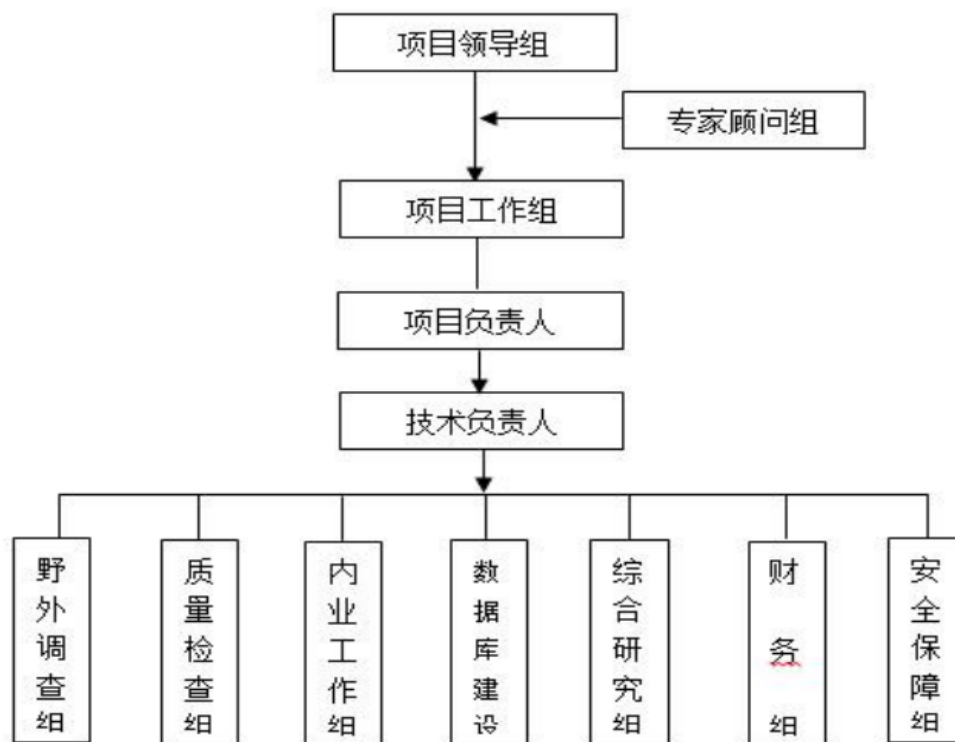 项目领导组
专家顾问组
项目工作组
项目负责人
技术负责人
野外调查组
质量检查组
内业工作组
数据库建设
综合研究组
财务组
安全保障组